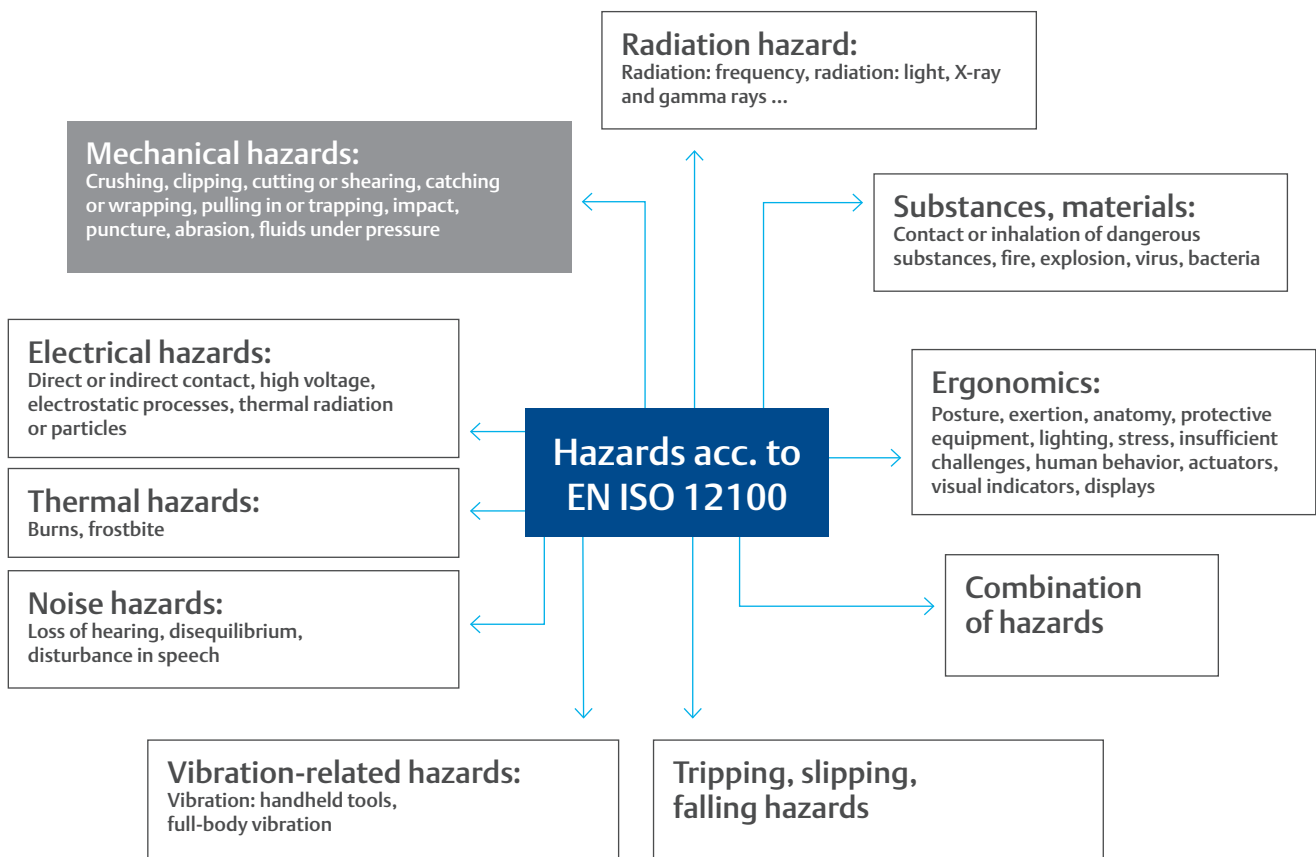 Radiation hazard:
Radiation: frequency, radiation: light, X-ray
and gamma rays ...
Mechanical hazards:
Crushing, clipping, cutting or shearing, catching
or wrapping, pulling in or trapping, impact,
puncture, abrasion, fluids under pressure
Substances, materials:
Contact or inhalation of dangerous
substances, fire, explosion, virus, bacteria
Electrical hazards:
Direct or indirect contact, high voltage,
electrostatic processes, thermal radiation
or particles
Ergonomics:
Posture, exertion, anatomy, protective
equipment, lighting, stress, insufficient
challenges, human behavior, actuators,
visual indicators, displays
Hazards acc. to
EN ISO 12100
Thermal hazards:
Burns, frostbite
Noise hazards:
Loss of hearing, disequilibrium,
disturbance in speech
Combination
of hazards
Vibration-related hazards:
Vibration: handheld tools,
full-body vibration
Tripping, slipping,
falling hazards